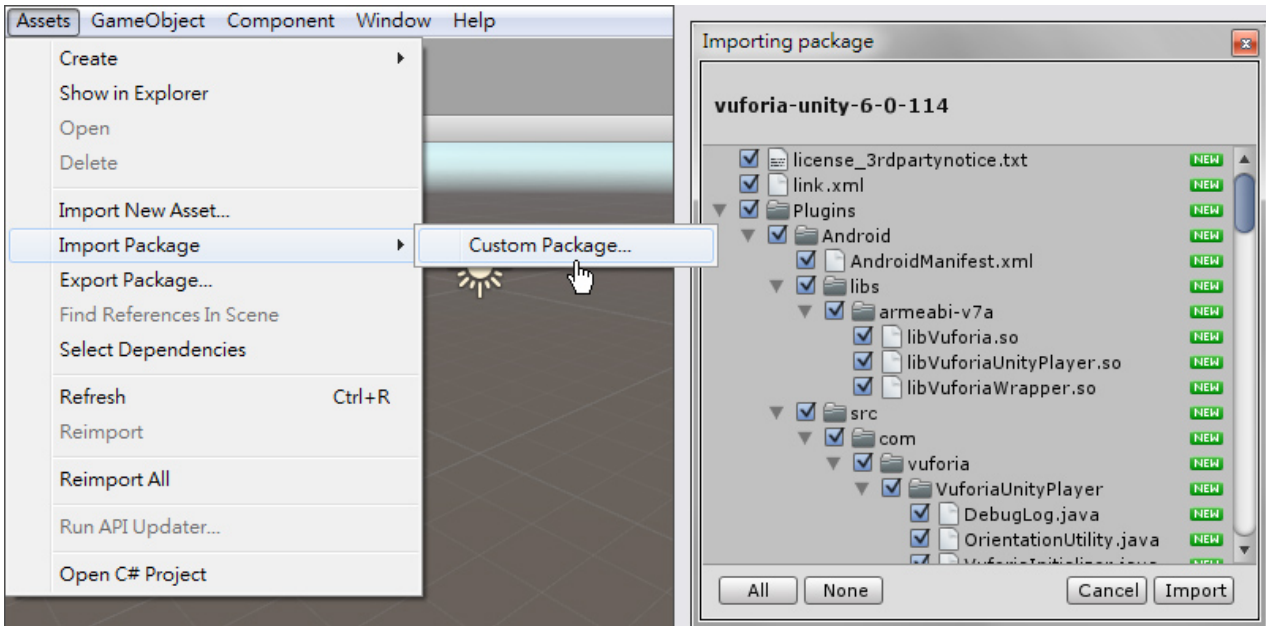 Assets GameObject Component Window Help
Create
Show in Explorer
Open
Delete
Import New Asset...
Import Package
Custom Package...
Export Package...
Find References In Scene
Select Dependencies
Refresh Ctrl+R
Reimport
Reimport All
Run API Updater...
Open C# Project
Importing package
vuforia-unity-6-0-114
license_3rdpartynotice.txt NEW
link.xml NEW
Plugins NEW
Android NEW
AndroidManifest.xml NEW
libs NEW
armeabi-v7a NEW
libVuforia.so NEW
libVuforiaUnityPlayer.so NEW
libVuforiaWrapper.so NEW
src NEW
com NEW
vuforia NEW
VuforiaUnityPlayer NEW
DebugLog.java NEW
OrientationUtility.java NEW
All None Cancel Import